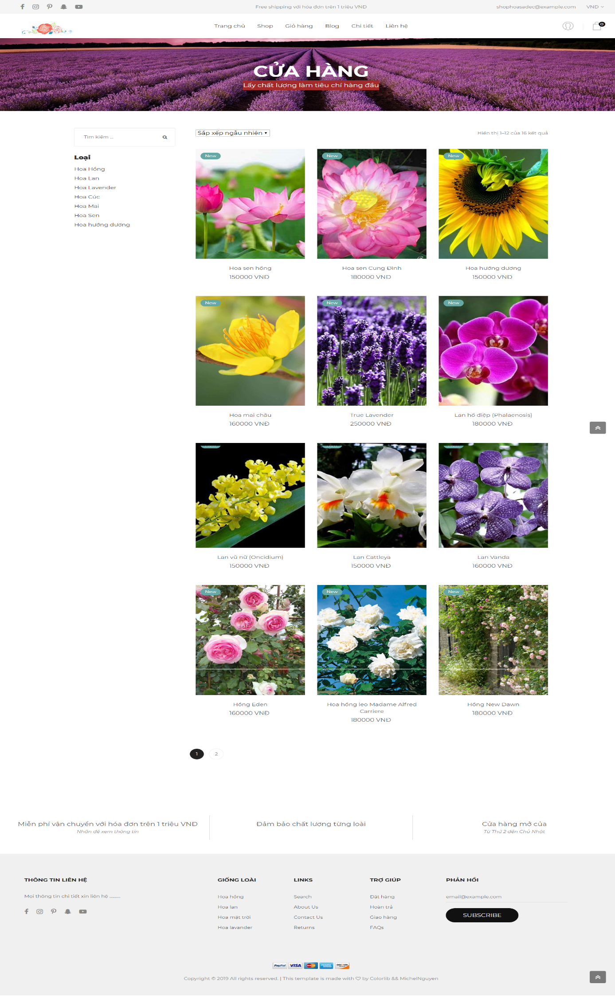 Free shipping với hóa đơn trên 1 triệu VNĐ
shophoasadec@example.com
VNĐ
Trang chủ
Shop
Giỏ hàng
Blog
Chi tiết
Liên hệ
0
CỬA HÀNG
Lấy chất lượng làm tiêu chí hàng đầu
Tìm kiếm ...
Loại
Hoa Hồng
Hoa Lan
Hoa Lavender
Hoa Cúc
Hoa Mai
Hoa Sen
Hoa hướng dương
Sắp xếp ngẫu nhiên
Hiển thị 1–12 của 16 kết quả
New
New
New
Hoa sen hồng
150000 VNĐ
Hoa sen Cung Đình
180000 VNĐ
Hoa hướng dương
150000 VNĐ
New
New
New
Hoa mai châu
160000 VNĐ
True Lavender
250000 VNĐ
Lan hồ điệp (Phalaenosis)
180000 VNĐ
Lan vũ nữ (Oncidium)
150000 VNĐ
Lan Cattleya
150000 VNĐ
Lan Vanda
160000 VNĐ
New
New
New
Hồng Eden
160000 VNĐ
Hoa hồng leo Madame Alfred
Carriere
180000 VNĐ
Hồng New Dawn
180000 VNĐ
1
2
Miễn phí vận chuyển với hóa đơn trên 1 triệu VNĐ
Nhấn để xem thông tin
Đảm bảo chất lượng từng loài
Cửa hàng mở của
Từ Thứ 2 đến Chủ Nhật
THÔNG TIN LIÊN HỆ
Mọi thông tin chi tiết xin liên hệ ..........
GIỐNG LOÀI
Hoa hồng
Hoa lan
Hoa mặt trời
Hoa lavander
LINKS
Search
About Us
Contact Us
Returns
TRỢ GIÚP
Đặt hàng
Hoàn trả
Giao hàng
FAQs
PHẢN HỒI
email@example.com
SUBSCRIBE
PayPal
VISA
DISCOVER
Copyright © 2019 All rights reserved. | This template is made with ♡ by Colorlib && MichelNguyen